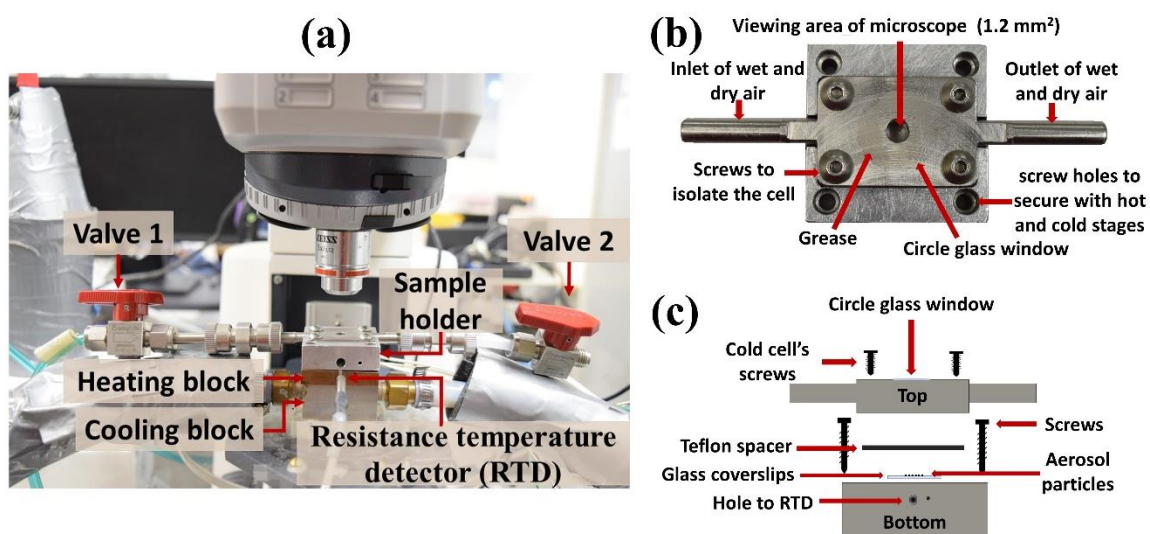 (a)
Valve 1
Valve 2
Sample
holder
Heating block
Cooling block
Resistance temperature
detector (RTD)
(b)
Viewing area of microscope (1.2 mm²)
Inlet of wet and
dry air
Outlet of wet
and dry air
Screws to
isolate the cell
screw holes to
secure with hot
and cold stages
Grease
Circle glass window
(c)
Circle glass window
Cold cell's
screws
Top
Screws
Teflon spacer
Glass coverslips
Aerosol
particles
Hole to RTD
Bottom